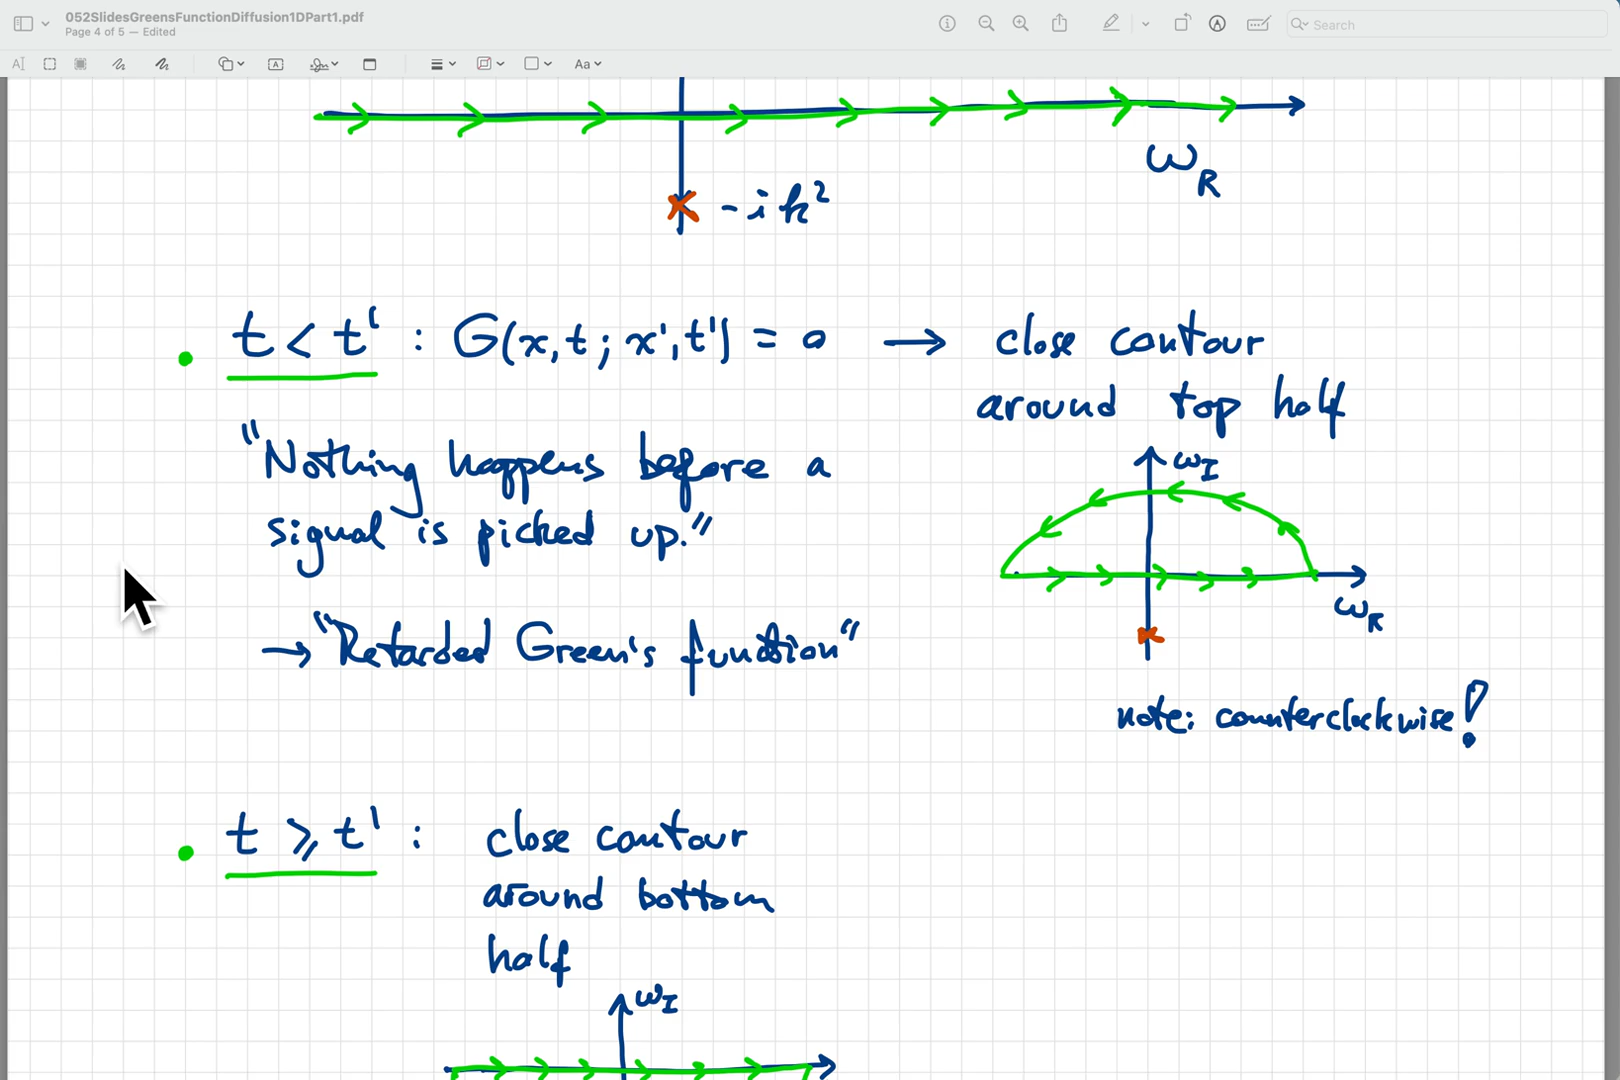 052SlidesGreensFunctionDiffusion1DPart1.pdf
Page 4 of 5 — Edited
Search
Aa
ω_R
-ik²
t < t' : G(x,t; x',t') = 0 → close contour
around top half
"Nothing happens before a
signal is picked up."
→ "Retarded Green's function"
ω_I
ω_R
note: counterclockwise!
t ⩾ t' : close contour
around bottom
half
ω_I